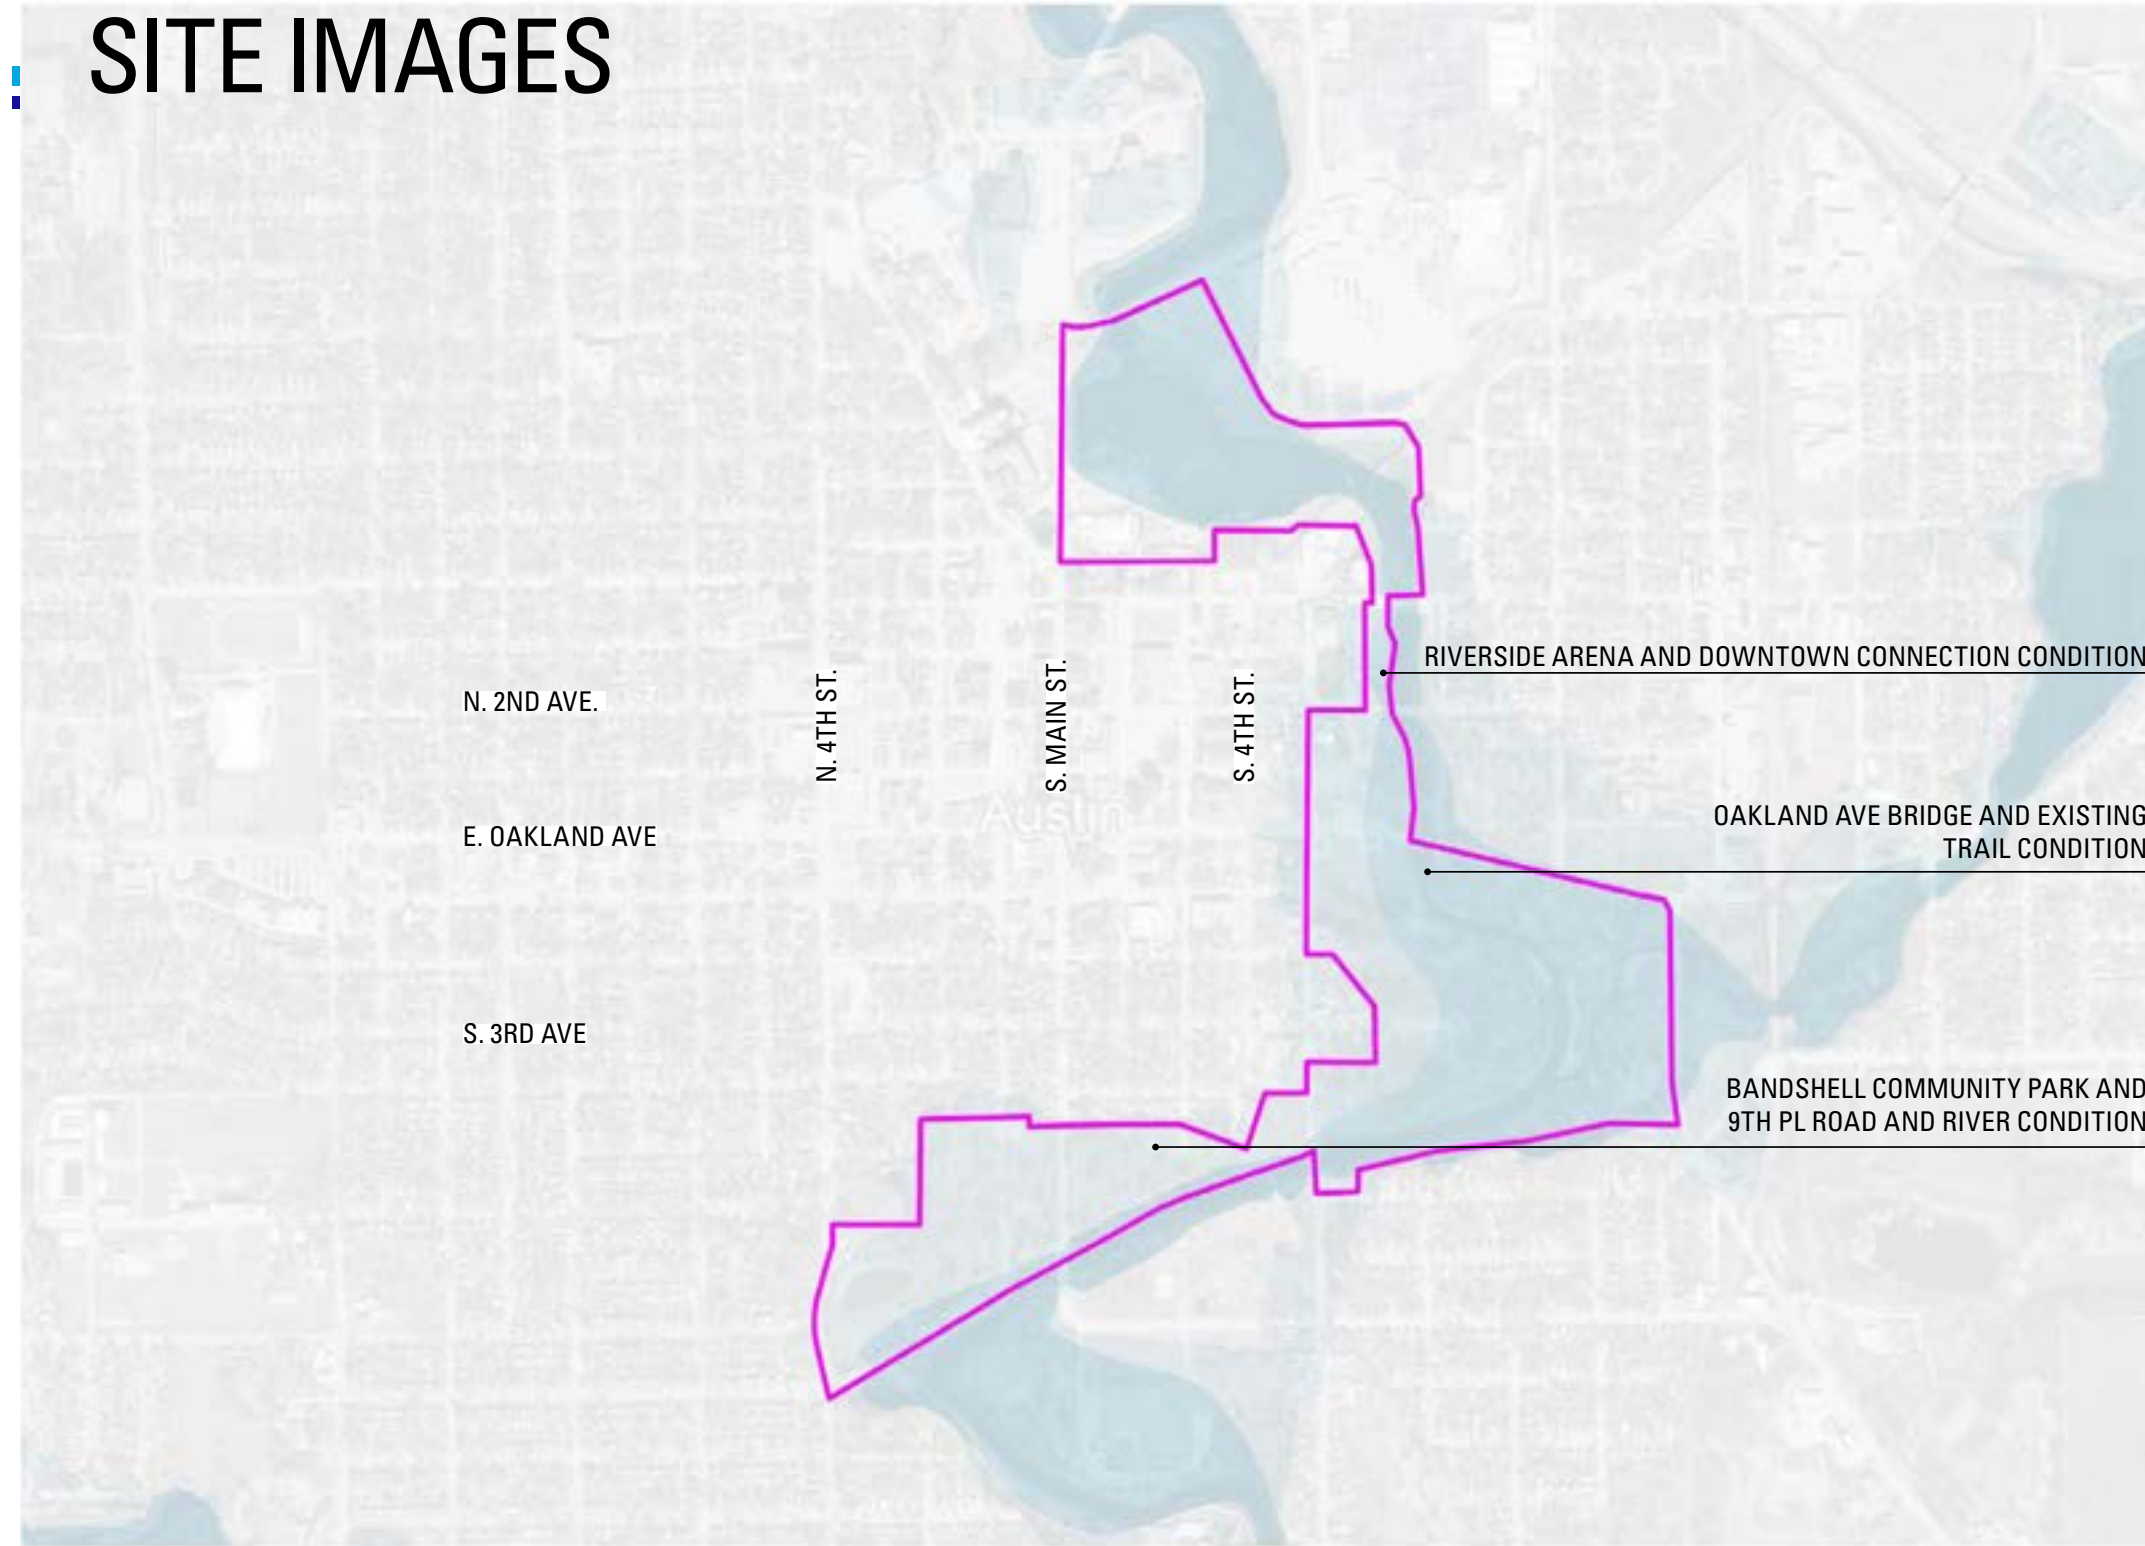 SITE IMAGES
RIVERSIDE ARENA AND DOWNTOWN CONNECTION CONDITION
N. 2ND AVE.
N. 4TH ST.
S. MAIN ST.
S. 4TH ST.
Austin
OAKLAND AVE BRIDGE AND EXISTING
TRAIL CONDITION
E. OAKLAND AVE
S. 3RD AVE
BANDSHELL COMMUNITY PARK AND
9TH PL ROAD AND RIVER CONDITION